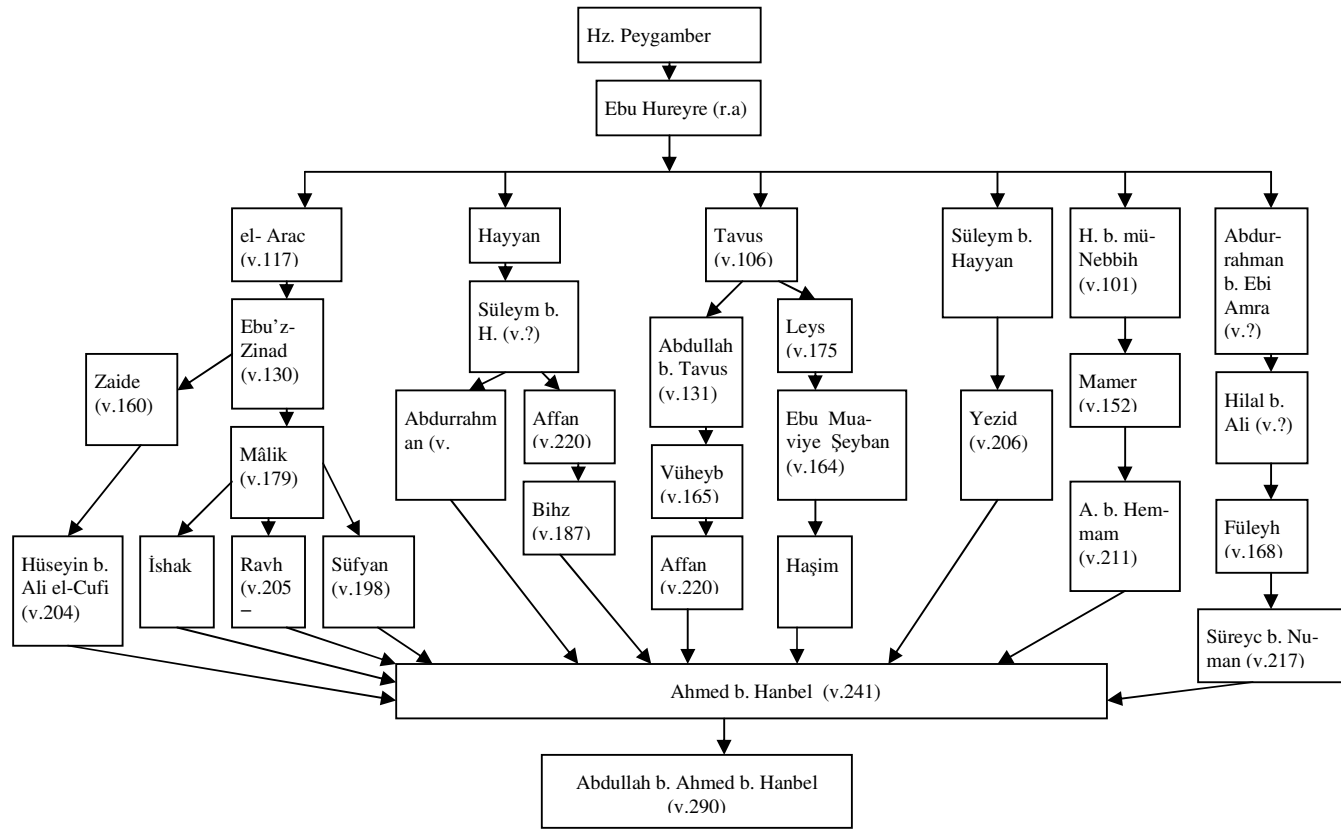 Hz. Peygamber
Ebu Hureyre (r.a)
el- Arac
(v.117)
Hayyan
Tavus
(v.106)
Süleym b.
Hayyan
H. b. mü-
Nebbih
(v.101)
Abdur-
rahman
b. Ebi
Amra
(v.?)
Ebu’z-
Zinad
(v.130)
Süleym b.
H. (v.?)
Abdullah
b. Tavus
(v.131)
Leys
(v.175
Zaide
(v.160)
Mamer
(v.152)
Hilal b.
Ali (v.?)
Abdurrahm
an (v.
Affan
(v.220)
Ebu Mua-
viye Şeyban
(v.164)
Yezid
(v.206)
Mâlik
(v.179)
Vüheyb
(v.165)
Bihz
(v.187)
A. b. Hem-
mam
(v.211)
Füleyh
(v.168)
Hüseyin b.
Ali el-Cufi
(v.204)
İshak
Ravh
(v.205
–
Süfyan
(v.198)
Affan
(v.220)
Haşim
Süreyc b. Nu-
man (v.217)
Ahmed b. Hanbel (v.241)
Abdullah b. Ahmed b. Hanbel
(v.290)